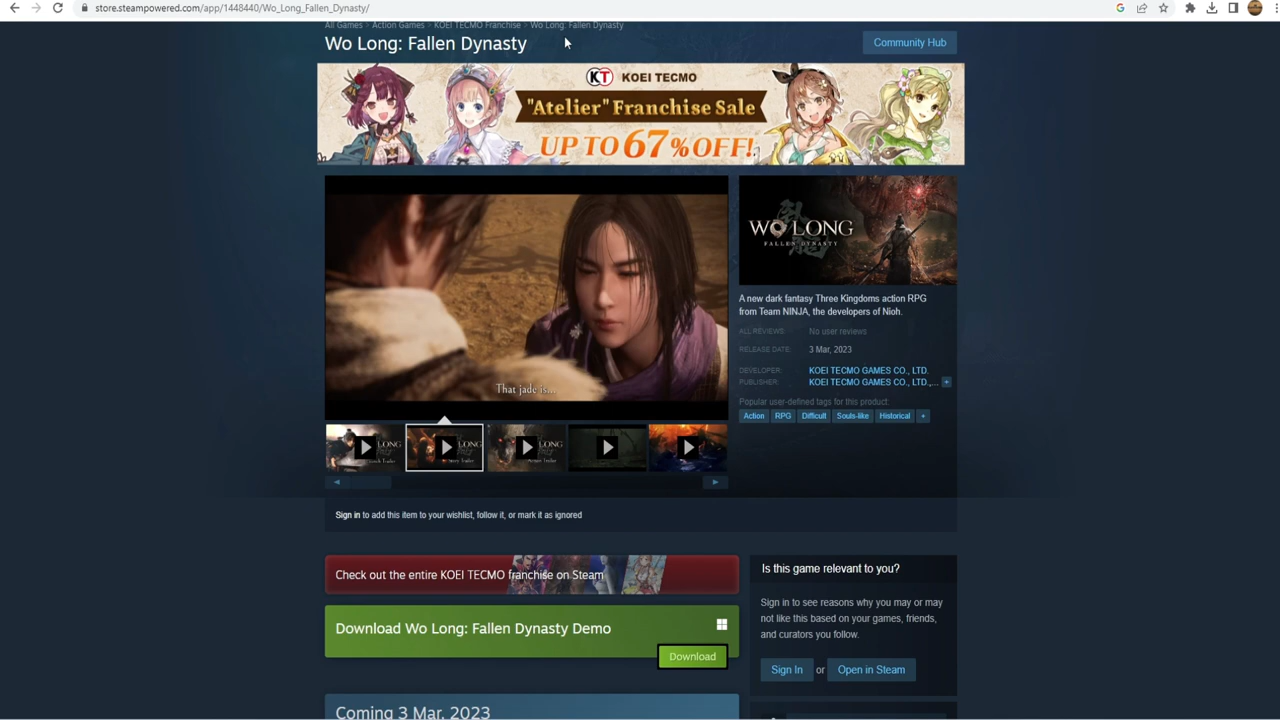 store.steampowered.com/app/1448440/Wo_Long_Fallen_Dynasty/
All Games > Action Games > KOEI TECMO Franchise > Wo Long: Fallen Dynasty
Wo Long: Fallen Dynasty
Community Hub
KT KOEI TECMO
"Atelier" Franchise Sale
UP TO 67% OFF!
That jade is...
WO LONG
FALLEN DYNASTY
A new dark fantasy Three Kingdoms action RPG
from Team NINJA, the developers of Nioh.
ALL REVIEWS: No user reviews
RELEASE DATE: 3 Mar, 2023
DEVELOPER: KOEI TECMO GAMES CO., LTD.
PUBLISHER: KOEI TECMO GAMES CO., LTD.,... +
Popular user-defined tags for this product:
Action RPG Difficult Souls-like Historical +
Sign in to add this item to your wishlist, follow it, or mark it as ignored
Check out the entire KOEI TECMO franchise on Steam
Download Wo Long: Fallen Dynasty Demo
Download
Coming 3 Mar, 2023
Is this game relevant to you?
Sign in to see reasons why you may or may
not like this based on your games, friends,
and curators you follow.
Sign In or Open in Steam